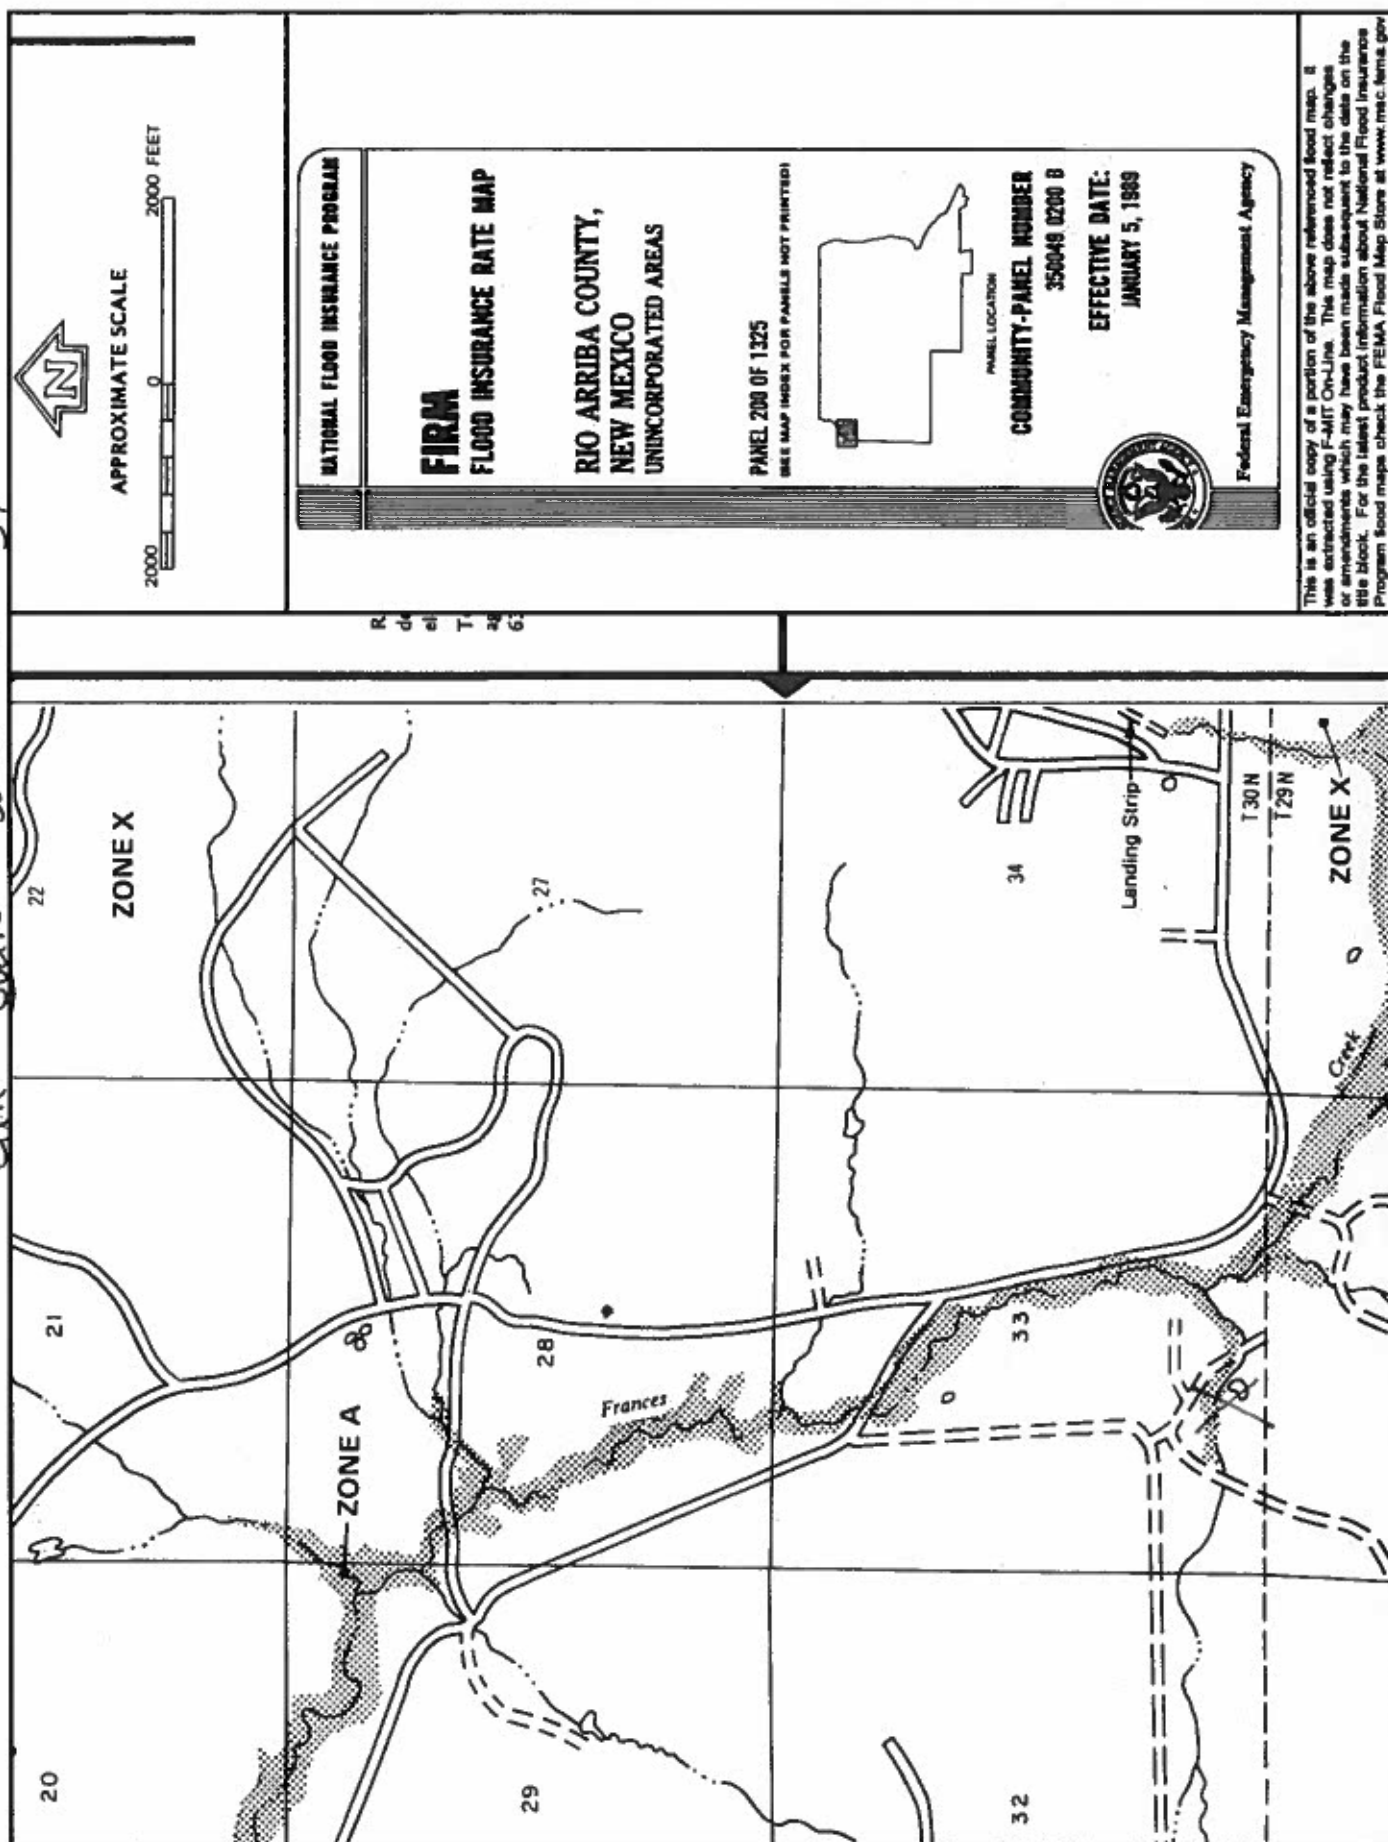 APPROXIMATE SCALE
2000 0 2000 FEET
N
NATIONAL FLOOD INSURANCE PROGRAM
FIRM
FLOOD INSURANCE RATE MAP
RIO ARRIBA COUNTY,
NEW MEXICO
UNINCORPORATED AREAS
PANEL 200 OF 1325
(SEE MAP INDEX FOR PANELS NOT PRINTED)
PANEL LOCATION
COMMUNITY-PANEL NUMBER
350049 0200 B
EFFECTIVE DATE:
JANUARY 5, 1989
Federal Emergency Management Agency
This is an official copy of a portion of the above referenced flood map. It
was extracted using F-MIT On-Line. This map does not reflect changes
or amendments which may have been made subsequent to the date on the
title block. For the latest product information about National Flood Insurance
Program flood maps check the FEMA Flood Map Store at www.msc.fema.gov
R
de
el
T
ag
63
22
ZONE X
27
34
Landing Strip
T30N
T29N
ZONE X
Creek
21
28
Frances
33
ZONE A
20
29
32